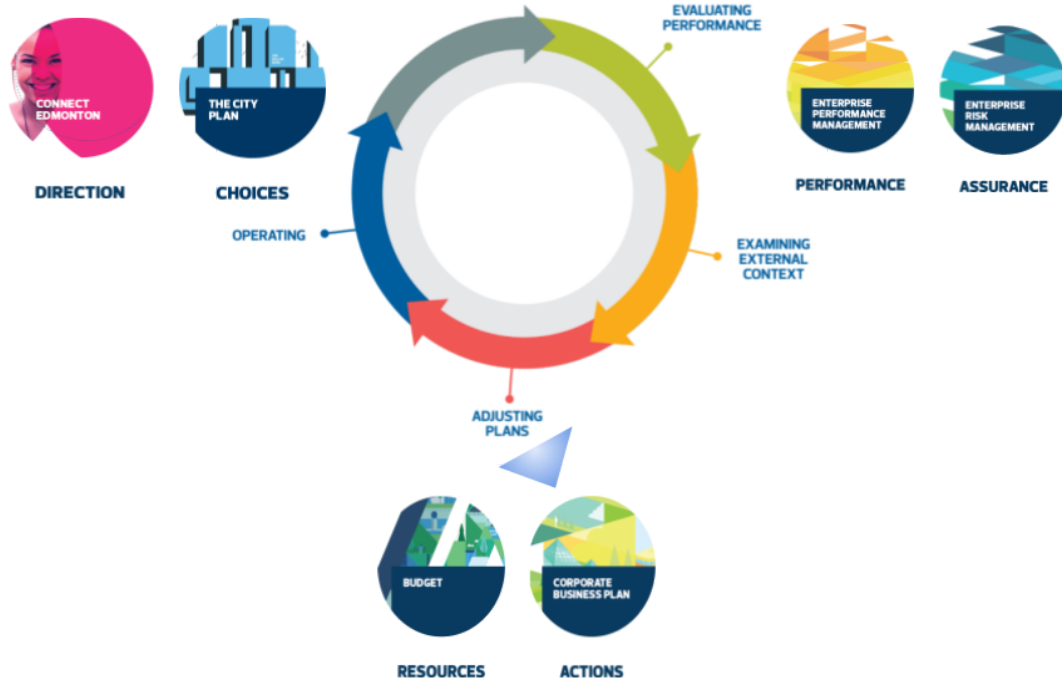 EVALUATING
PERFORMANCE
CONNECT
EDMONTON
THE CITY
PLAN
ENTERPRISE
PERFORMANCE
MANAGEMENT
ENTERPRISE
RISK
MANAGEMENT
DIRECTION
CHOICES
PERFORMANCE
ASSURANCE
OPERATING
EXAMINING
EXTERNAL
CONTEXT
ADJUSTING
PLANS
BUDGET
CORPORATE
BUSINESS PLAN
RESOURCES
ACTIONS